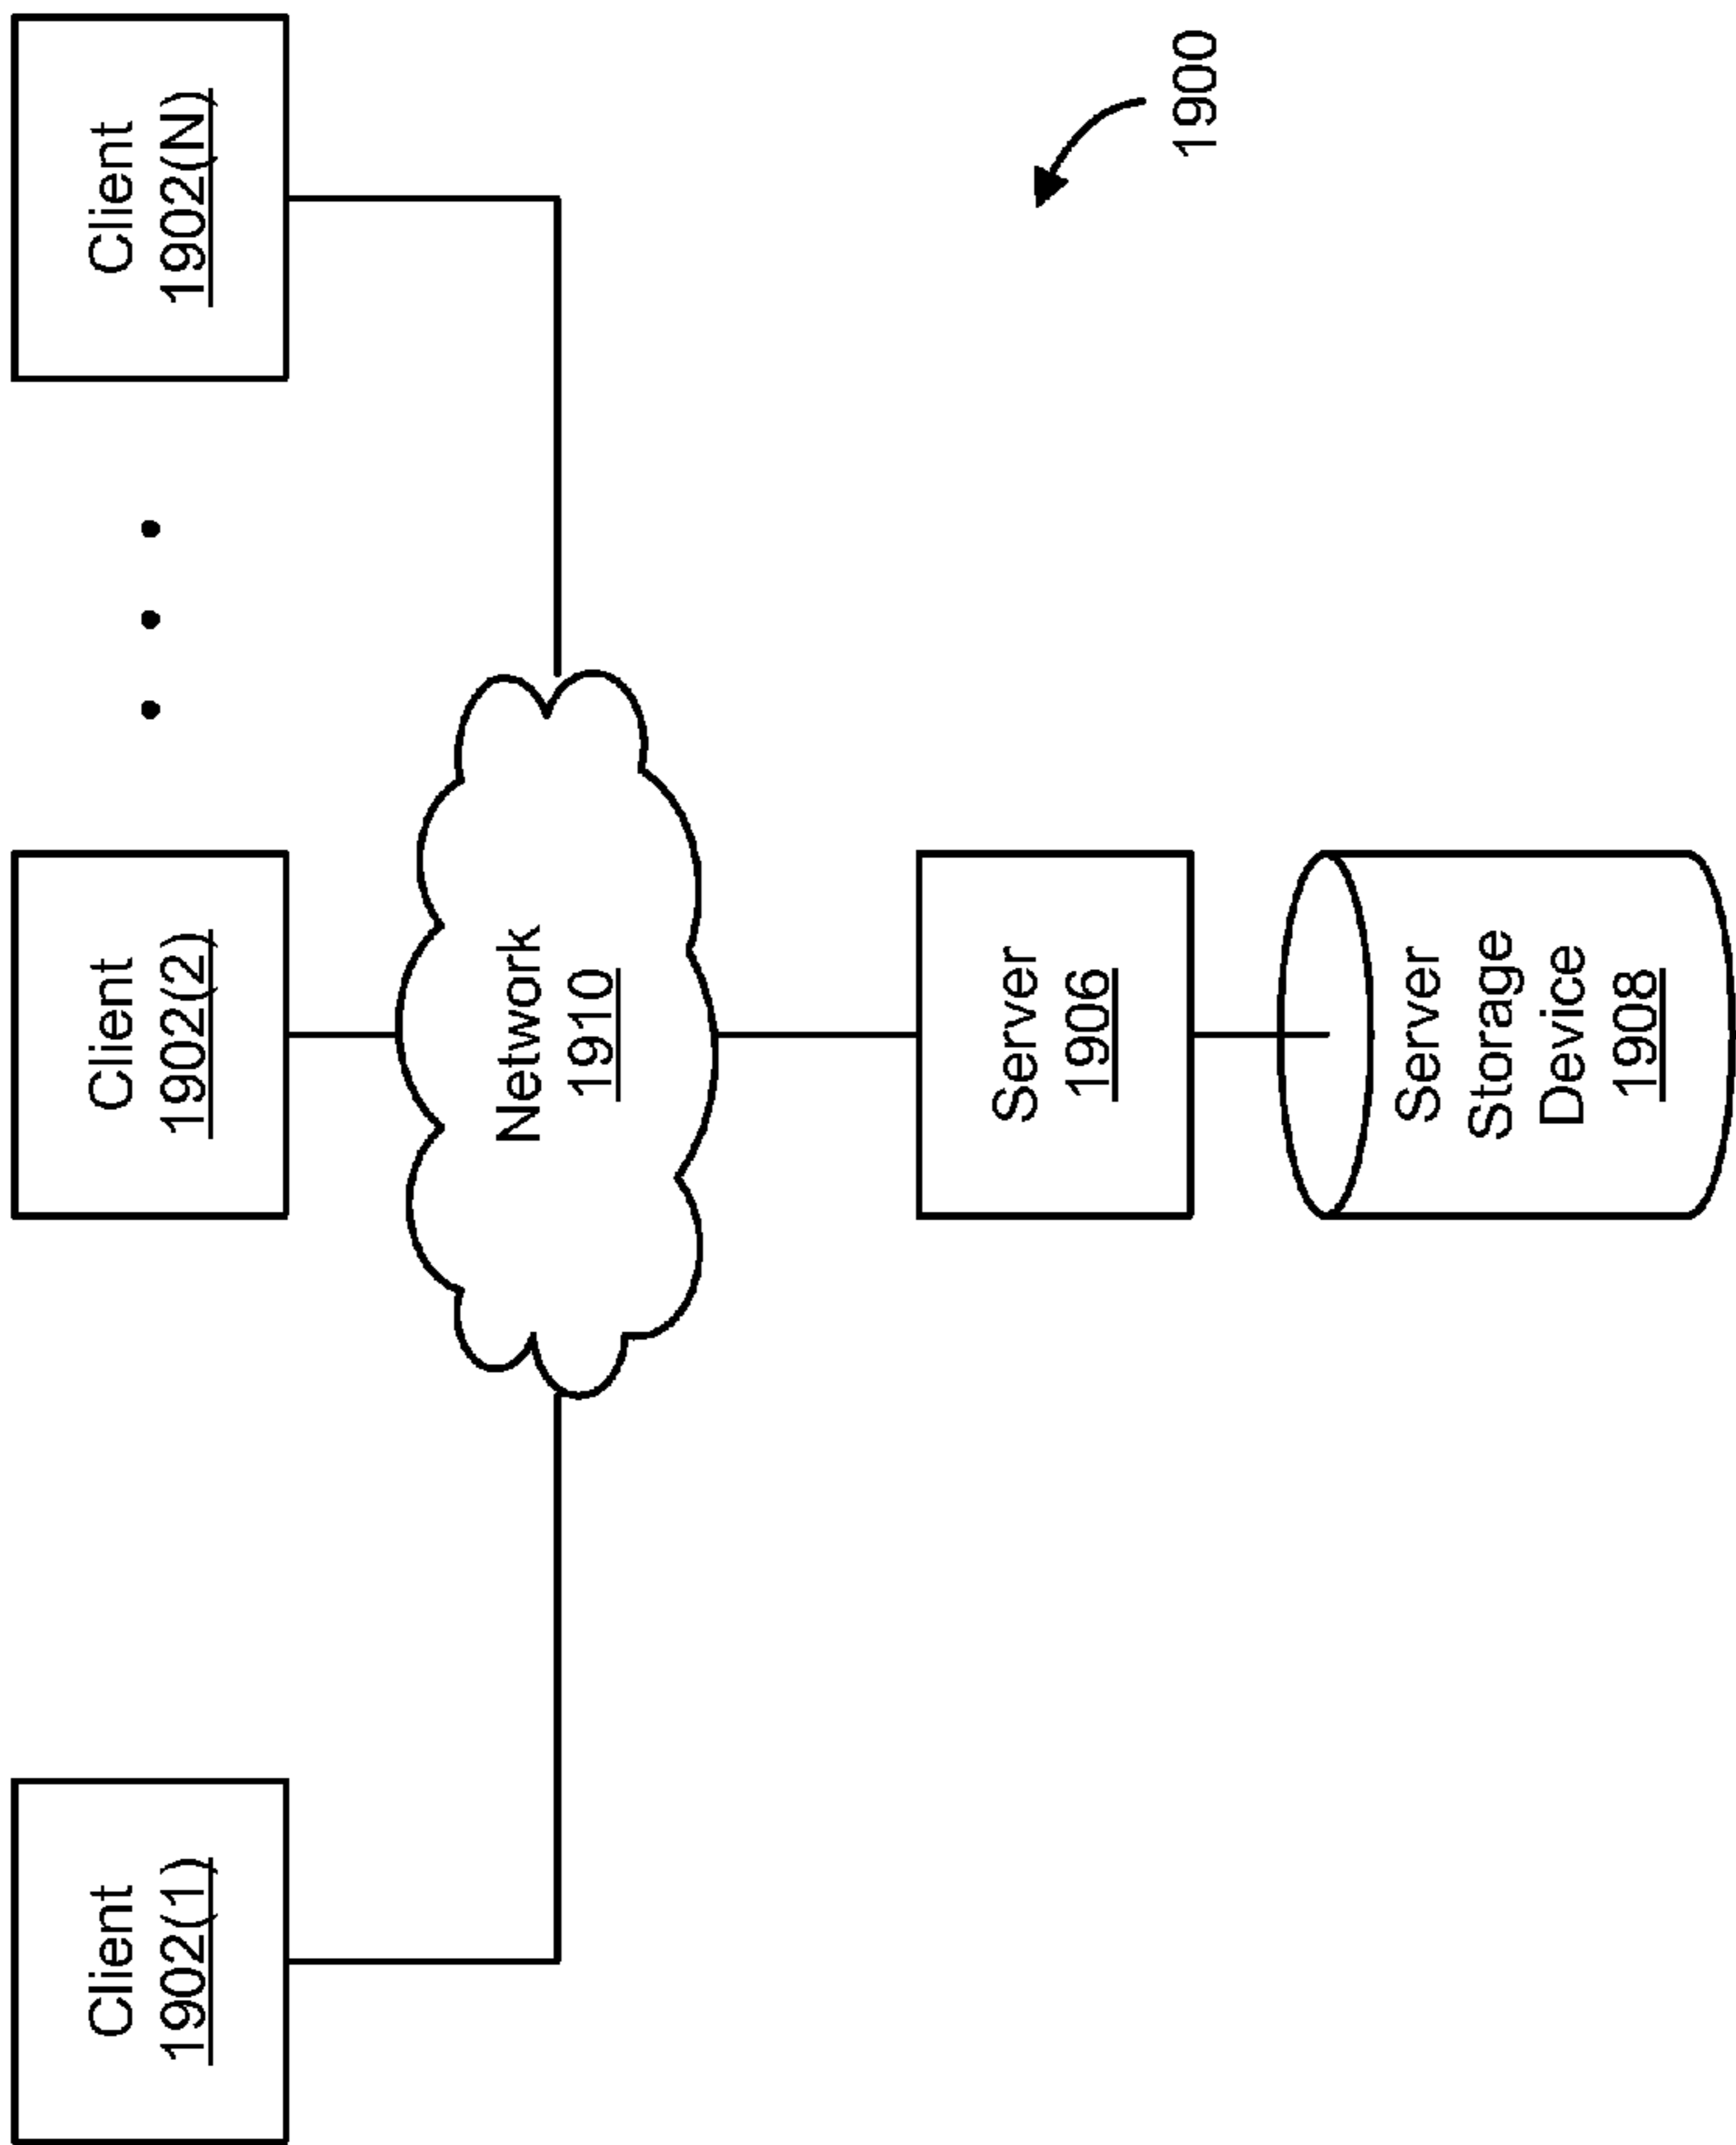 Client
1902(1)
Client
1902(2)
Client
1902(N)
Network
1910
Server
1906
Server
Storage
Device
1908
1900